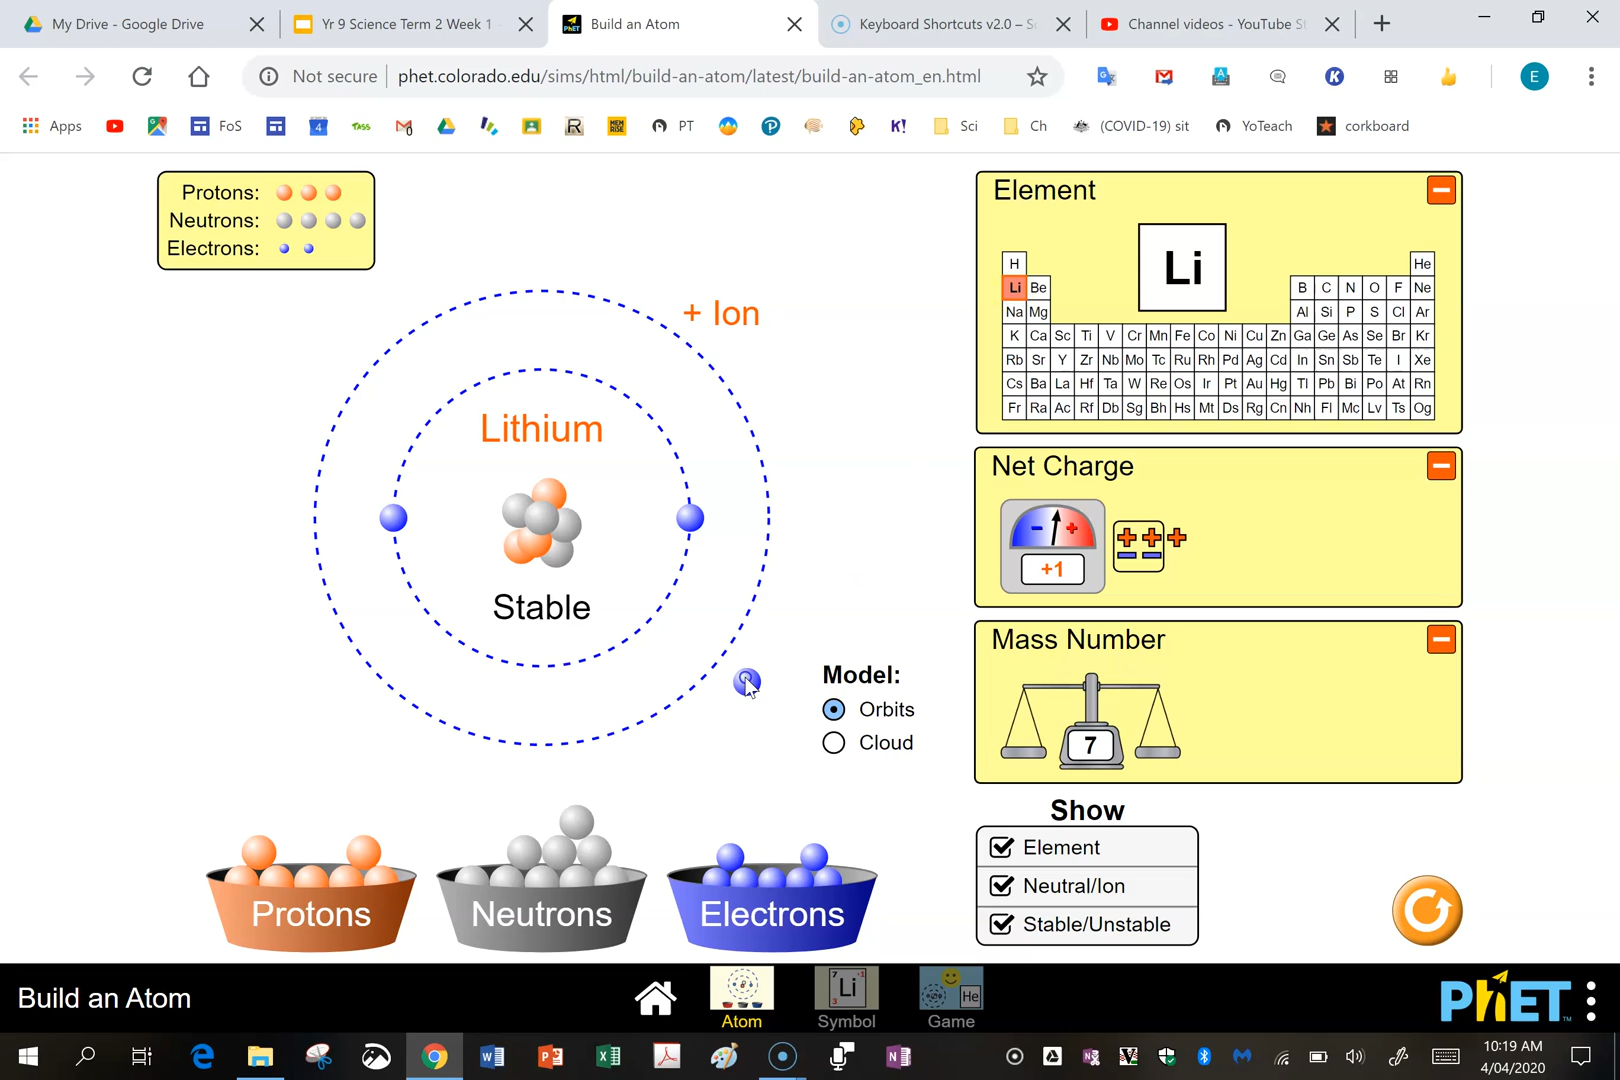 My Drive - Google Drive
Yr 9 Science Term 2 Week 1 -
Build an Atom
Keyboard Shortcuts v2.0 – Sc
Channel videos - YouTube St
Not secure
phet.colorado.edu/sims/html/build-an-atom/latest/build-an-atom_en.html
E
Apps
FoS
PT
Sci
Ch
(COVID-19) sit
YoTeach
corkboard
Protons:
Neutrons:
Electrons:
+ Ion
Lithium
Stable
Model:
Orbits
Cloud
Protons
Neutrons
Electrons
Element
Li
H He
Li Be B C N O F Ne
Na Mg Al Si P S Cl Ar
K Ca Sc Ti V Cr Mn Fe Co Ni Cu Zn Ga Ge As Se Br Kr
Rb Sr Y Zr Nb Mo Tc Ru Rh Pd Ag Cd In Sn Sb Te I Xe
Cs Ba La Hf Ta W Re Os Ir Pt Au Hg Tl Pb Bi Po At Rn
Fr Ra Ac Rf Db Sg Bh Hs Mt Ds Rg Cn Nh Fl Mc Lv Ts Og
Net Charge
+1
Mass Number
7
Show
Element
Neutral/Ion
Stable/Unstable
Build an Atom
Atom
7 +1
Li
3
Symbol
He
Game
PhET
10:19 AM
4/04/2020